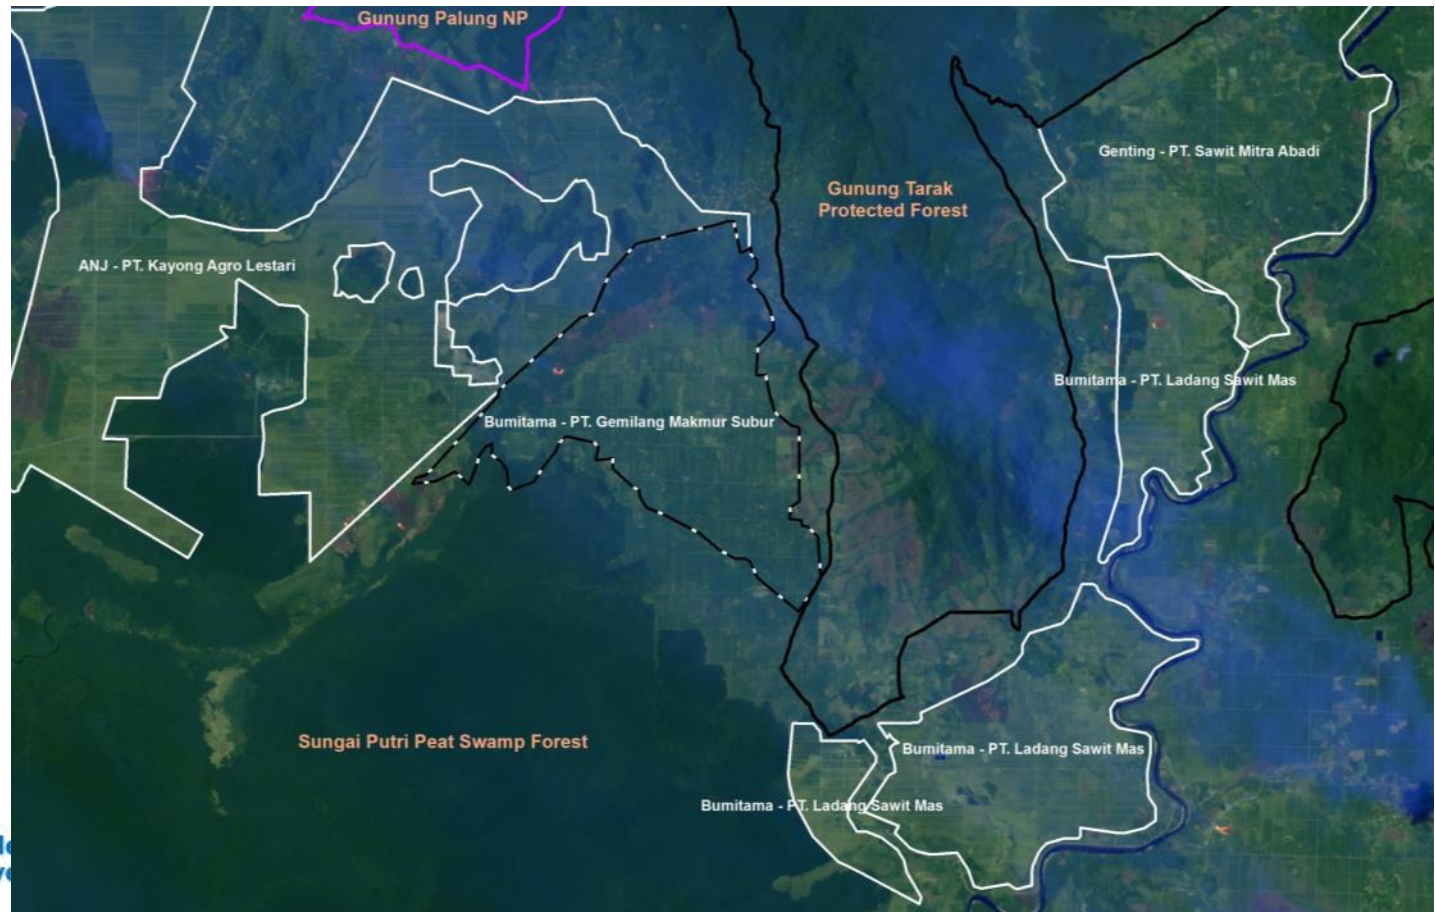 Gunung Palung NP
Genting - PT. Sawit Mitra Abadi
Gunung Tarak
Protected Forest
ANJ - PT. Kayong Agro Lestari
Bumitama - PT. Ladang Sawit Mas
Bumitama - PT. Gemilang Makmur Subur
Sungai Putri Peat Swamp Forest
Bumitama - PT. Ladang Sawit Mas
Bumitama - PT. Ladang Sawit Mas